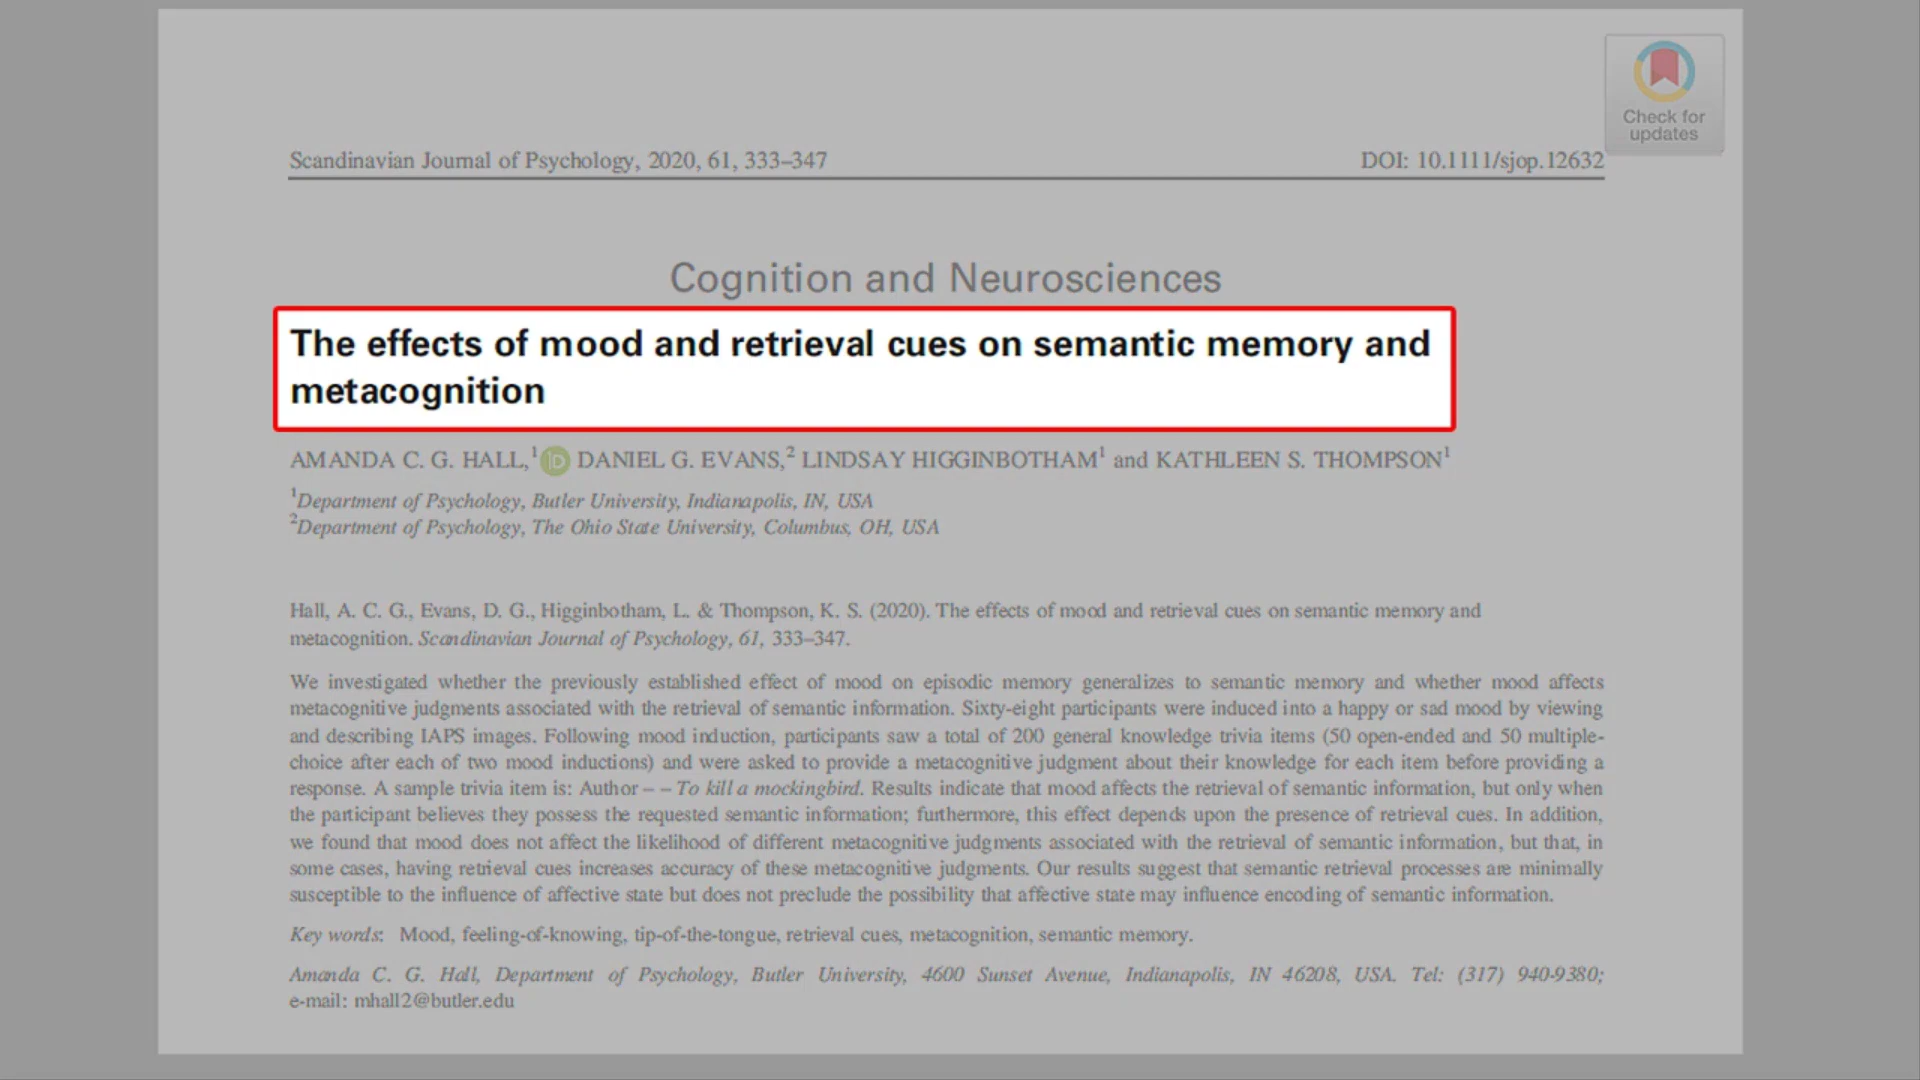 Check for
updates
Scandinavian Journal of Psychology, 2020, 61, 333–347 DOI: 10.1111/sjop.12632
Cognition and Neurosciences
The effects of mood and retrieval cues on semantic memory and
metacognition
AMANDA C. G. HALL,¹ iD DANIEL G. EVANS,² LINDSAY HIGGINBOTHAM¹ and KATHLEEN S. THOMPSON¹
¹Department of Psychology, Butler University, Indianapolis, IN, USA
²Department of Psychology, The Ohio State University, Columbus, OH, USA
Hall, A. C. G., Evans, D. G., Higginbotham, L. & Thompson, K. S. (2020). The effects of mood and retrieval cues on semantic memory and
metacognition. Scandinavian Journal of Psychology, 61, 333–347.
We investigated whether the previously established effect of mood on episodic memory generalizes to semantic memory and whether mood affects
metacognitive judgments associated with the retrieval of semantic information. Sixty-eight participants were induced into a happy or sad mood by viewing
and describing IAPS images. Following mood induction, participants saw a total of 200 general knowledge trivia items (50 open-ended and 50 multiple-
choice after each of two mood inductions) and were asked to provide a metacognitive judgment about their knowledge for each item before providing a
response. A sample trivia item is: Author – – To kill a mockingbird. Results indicate that mood affects the retrieval of semantic information, but only when
the participant believes they possess the requested semantic information; furthermore, this effect depends upon the presence of retrieval cues. In addition,
we found that mood does not affect the likelihood of different metacognitive judgments associated with the retrieval of semantic information, but that, in
some cases, having retrieval cues increases accuracy of these metacognitive judgments. Our results suggest that semantic retrieval processes are minimally
susceptible to the influence of affective state but does not preclude the possibility that affective state may influence encoding of semantic information.
Key words: Mood, feeling-of-knowing, tip-of-the-tongue, retrieval cues, metacognition, semantic memory.
Amanda C. G. Hall, Department of Psychology, Butler University, 4600 Sunset Avenue, Indianapolis, IN 46208, USA. Tel: (317) 940-9380;
e-mail: mhall2@butler.edu